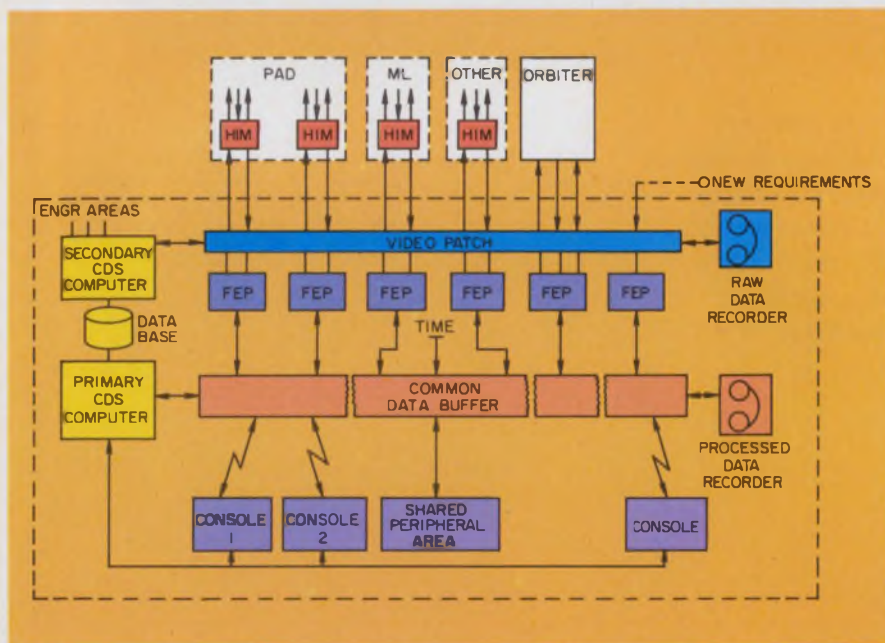 PAD
ML
OTHER
ORBITER
HIM
HIM
HIM
HIM
NEW REQUIREMENTS
ENGR AREAS
VIDEO PATCH
SECONDARY
CDS
COMPUTER
FEP
FEP
FEP
FEP
FEP
FEP
RAW
DATA
RECORDER
TIME
DATA
BASE
PRIMARY
CDS
COMPUTER
COMMON
DATA BUFFER
PROCESSED
DATA
RECORDER
CONSOLE
1
CONSOLE
2
SHARED
PERIPHERAL
AREA
CONSOLE